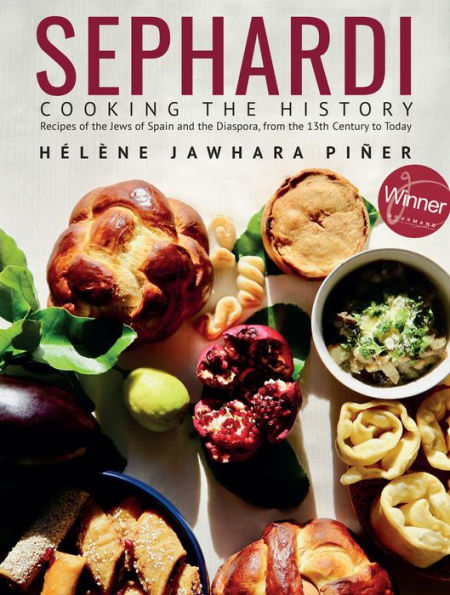 SEPHARDI
COOKING THE HISTORY
Recipes of the Jews of Spain and the Diaspora, from the 13th Century to Today
HÉLÈNE JAWHARA PIÑER
Winner
GOURMAND